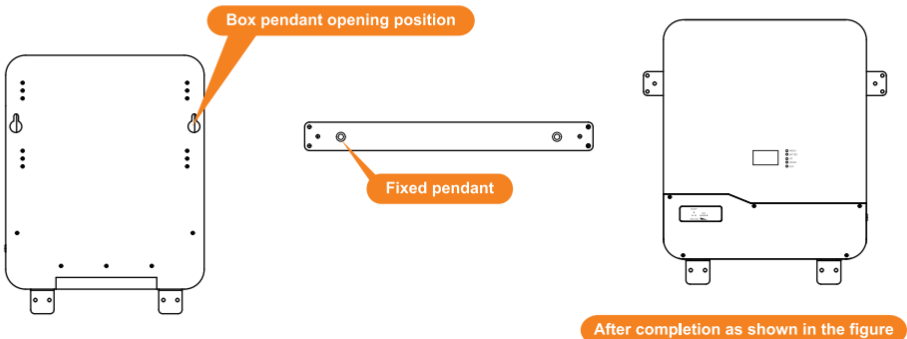 Box pendant opening position
Fixed pendant
After completion as shown in the figure